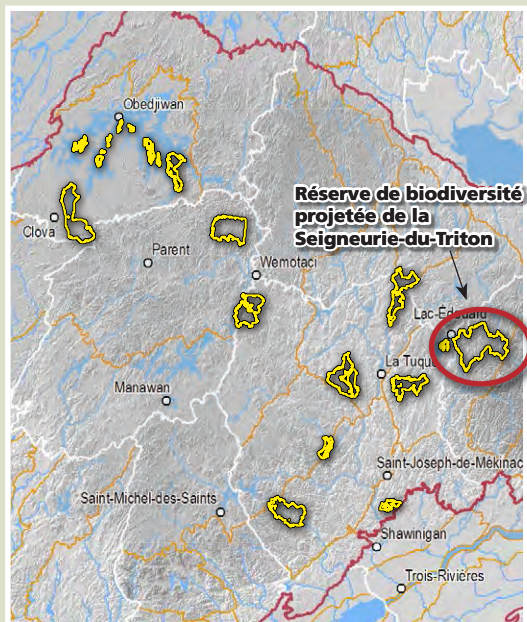 Obedjiwan
Réserve de biodiversité
projetée de la
Seigneurie-du-Triton
Clova
Parent
Wemotaci
Lac-Édouard
La Tuque
Manawan
Saint-Joseph-de-Mékinac
Saint-Michel-des-Saints
Shawinigan
Trois-Rivières